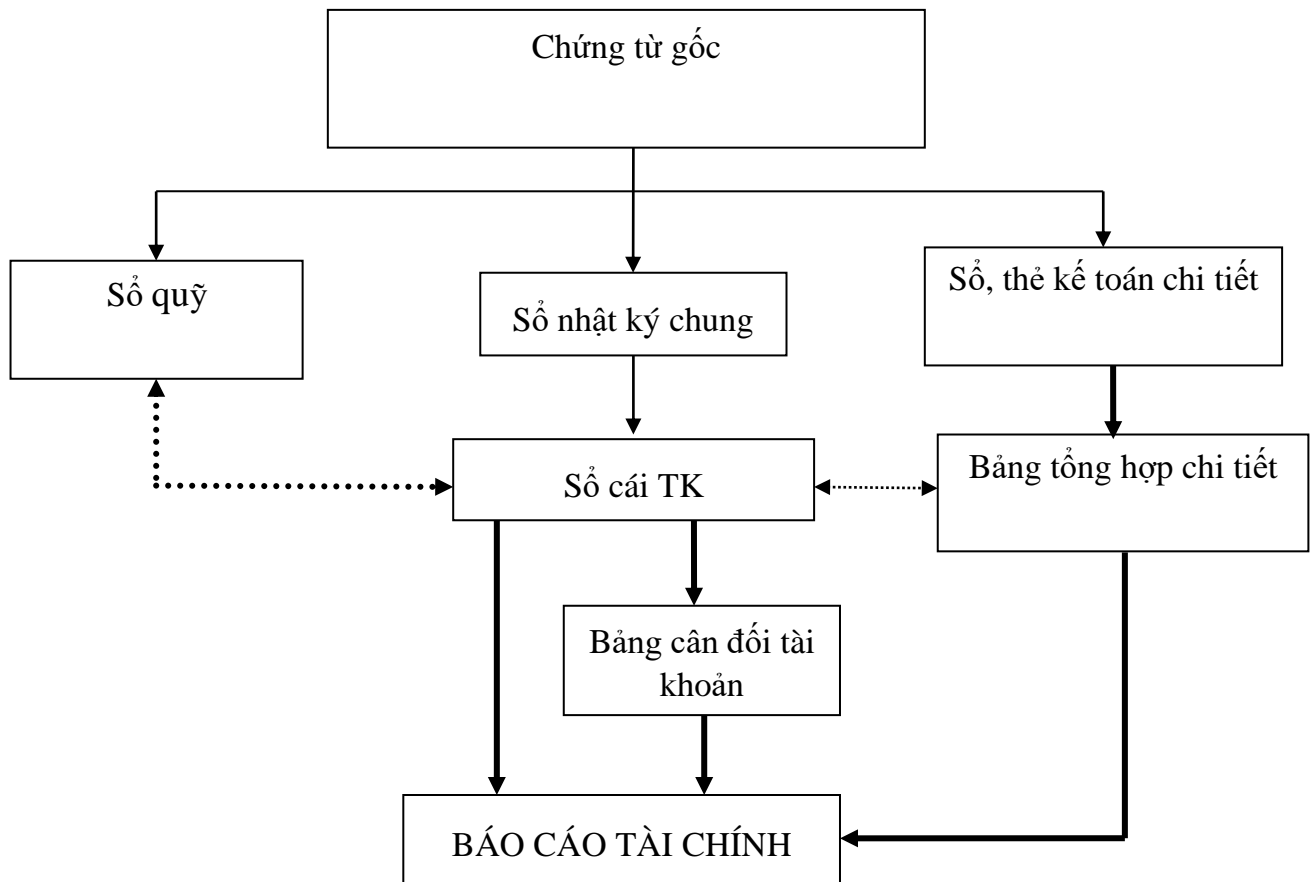 Chứng từ gốc
Sổ quỹ
Sổ nhật ký chung
Sổ, thẻ kế toán chi tiết
Sổ cái TK
Bảng tổng hợp chi tiết
Bảng cân đối tài
khoản
BÁO CÁO TÀI CHÍNH